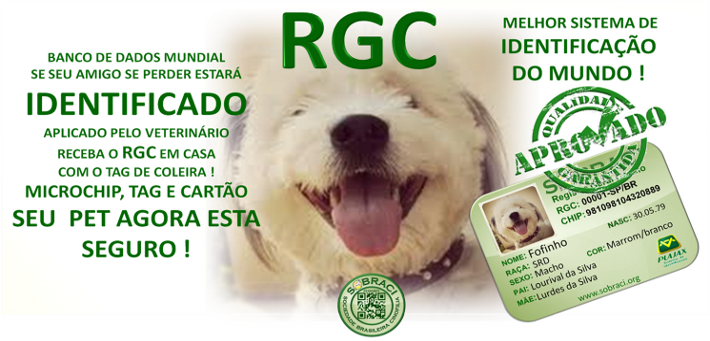 RGC
BANCO DE DADOS MUNDIAL
SE SEU AMIGO SE PERDER ESTARÁ
IDENTIFICADO
APLICADO PELO VETERINÁRIO
RECEBA O RGC EM CASA
COM O TAG DE COLEIRA !
MICROCHIP, TAG E CARTÃO
SEU PET AGORA ESTA
SEGURO !
MELHOR SISTEMA DE
IDENTIFICAÇÃO
DO MUNDO !
QUALIDADE
APROVADO
GARANTIDA
RGC: 00001-SP/BR
CHIP: 981098104320889
NASC: 30.05.79
NOME: Fofinho
RAÇA: SRD
COR: Marrom/branco
SEXO: Macho
PAI: Lourival da Silva
MÃE: Lurdes da Silva
www.sobraci.org
SOBRACI
SOCIEDADE BRASILEIRA CINOFILIA